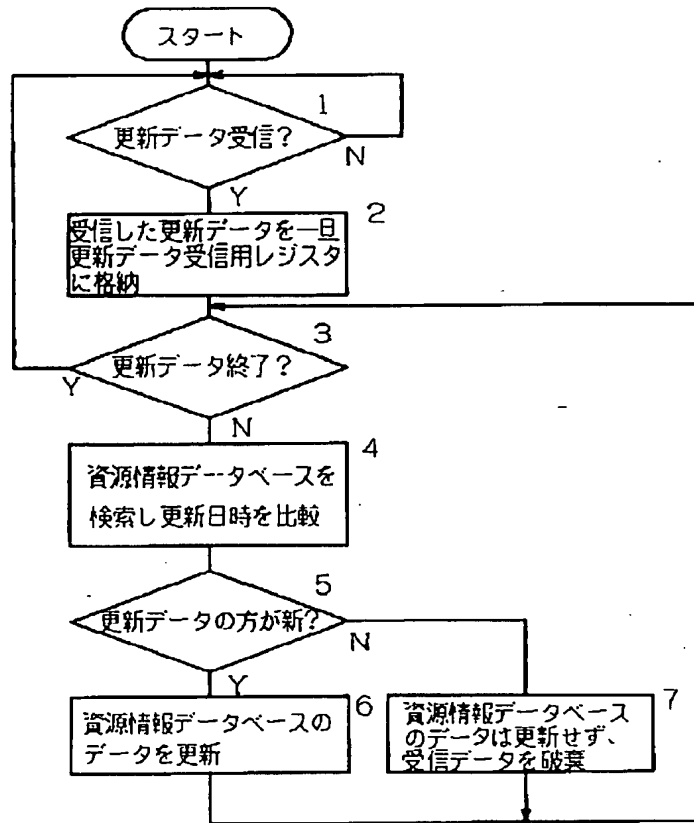 スタート
1
更新データ受信?
N
Y
2
受信した更新データを一旦
更新データ受信用レジスタ
に格納
3
更新データ終了?
Y
N
4
資源情報データベースを
検索し更新日時を比較
5
更新データの方が新?
N
Y
6
資源情報データベースの
データを更新
7
資源情報データベース
のデータは更新せず、
受信データを破棄